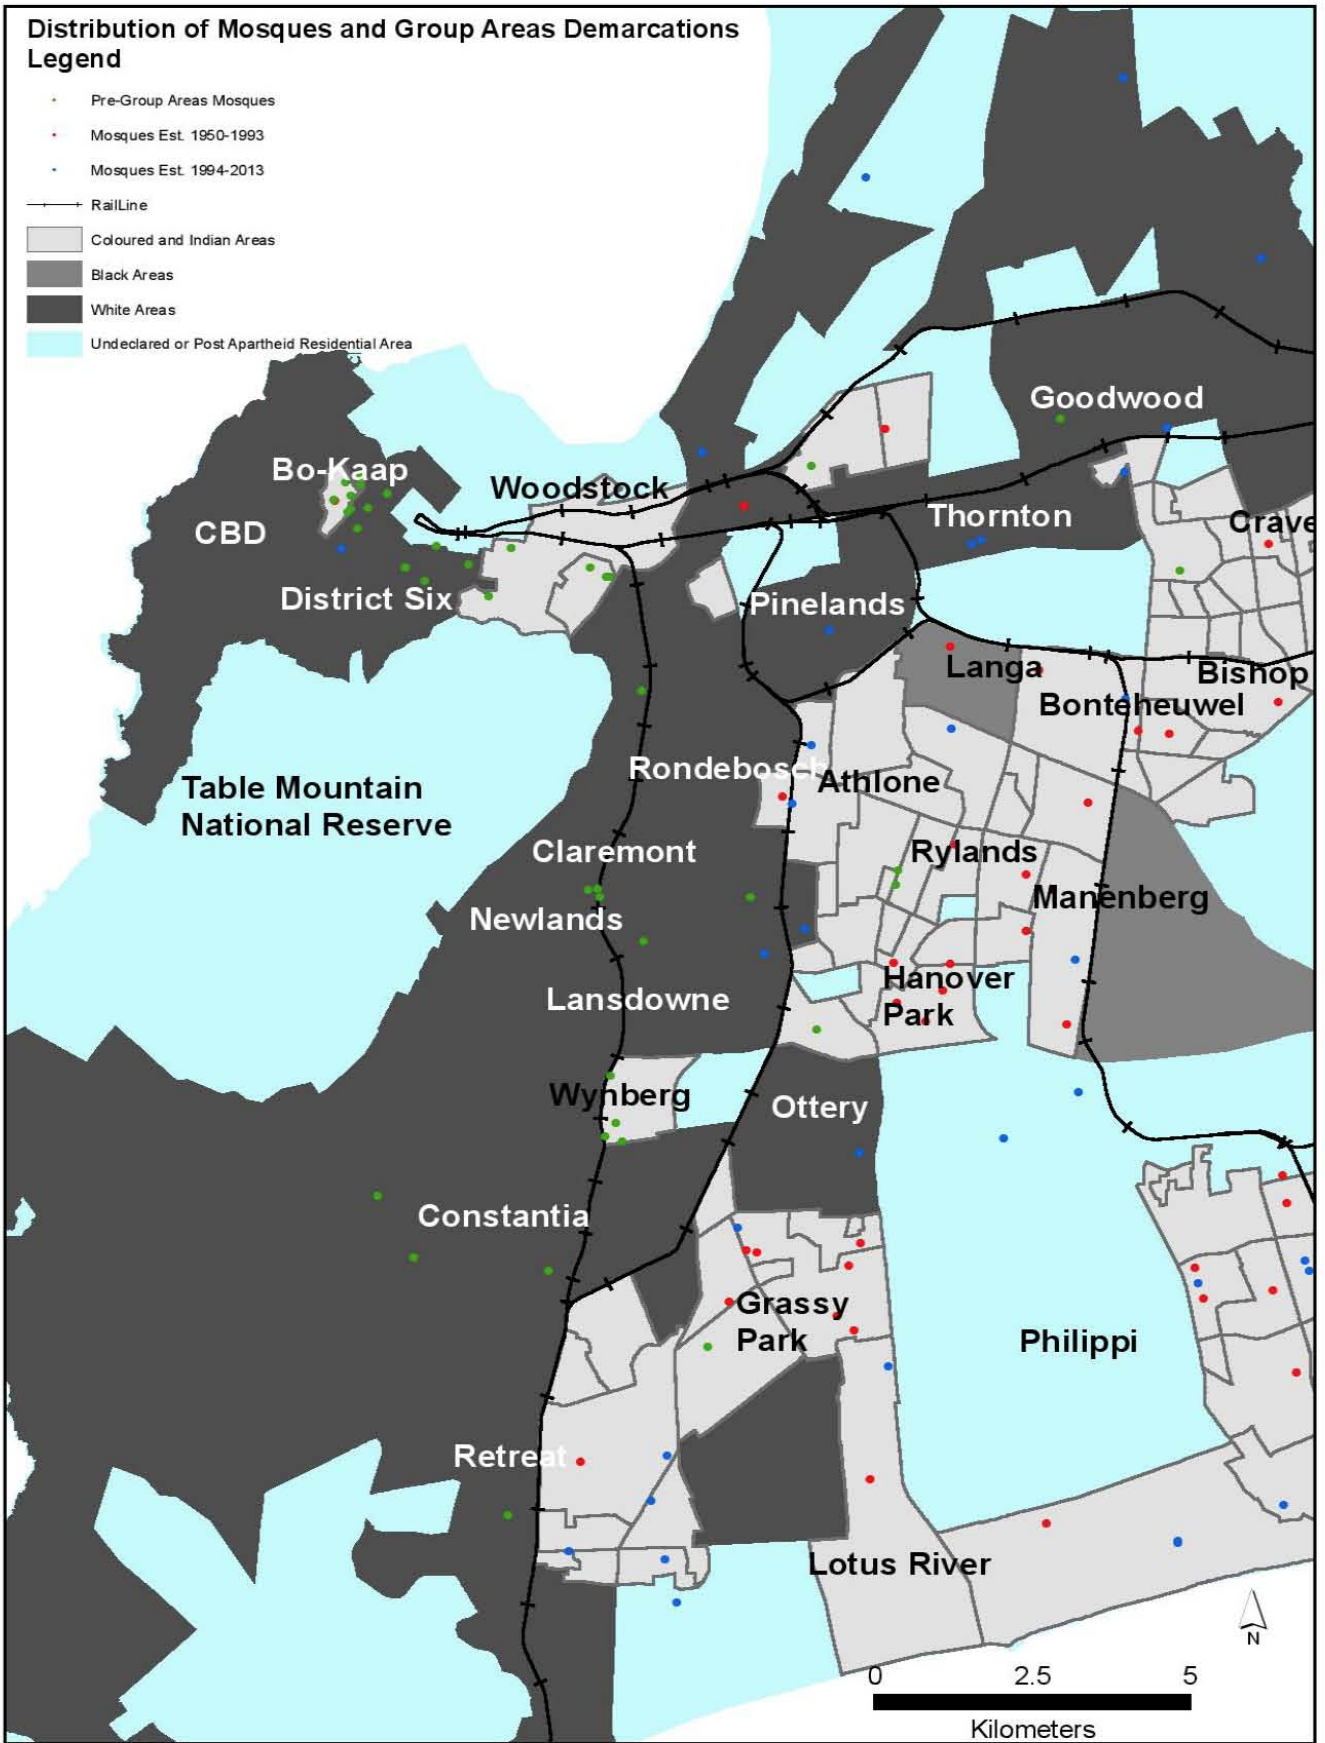 Distribution of Mosques and Group Areas Demarcations
Legend
Pre-Group Areas Mosques
Mosques Est. 1950-1993
Mosques Est. 1994-2013
RailLine
Coloured and Indian Areas
Black Areas
White Areas
Undeclared or Post Apartheid Residential Area
Goodwood
Bo-Kaap
Woodstock
CBD
Thornton
Crave
District Six
Pinelands
Langa
Bishop
Bonteheuwel
Rondebosch
Athlone
Table Mountain
National Reserve
Claremont
Rylands
Manenberg
Newlands
Hanover
Park
Lansdowne
Wynberg
Ottery
Constantia
Grassy
Park
Philippi
Retreat
Lotus River
N
0 2.5 5
Kilometers